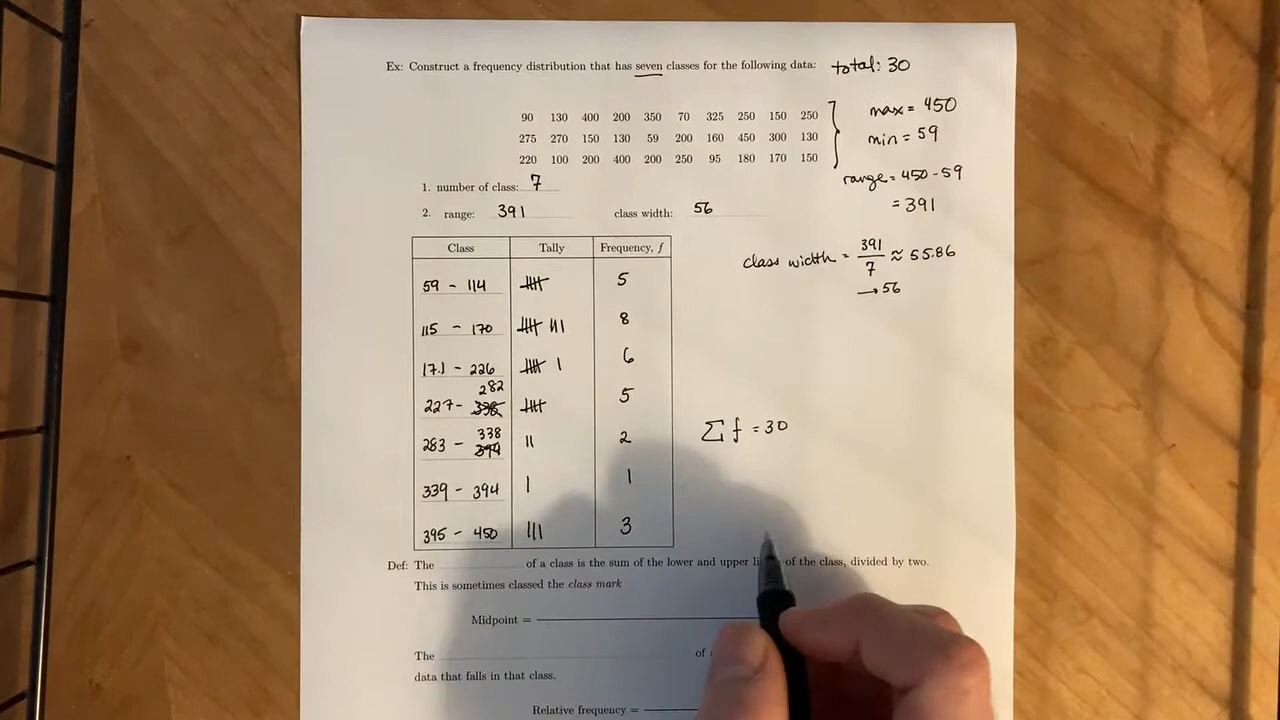 Ex: Construct a frequency distribution that has seven classes for the following data: total: 30
90 130 400 200 350 70 325 250 150 250
275 270 150 130 59 200 160 450 300 130
220 100 200 400 200 250 95 180 170 150
max = 450
min = 59
range = 450 - 59
= 391
1. number of class: 7
2. range: 391 class width: 56
class width = 391/7 ≈ 55.86
→ 56
Class Tally Frequency, f
59 - 114 5
115 - 170 8
171 - 226 6
227 - 282 5
283 - 338 394 2
339 - 394 1
395 - 450 3
Σ f = 30
Def: The of a class is the sum of the lower and upper of the class, divided by two.
This is sometimes classed the class mark
Midpoint =
The of
data that falls in that class.
Relative frequency =